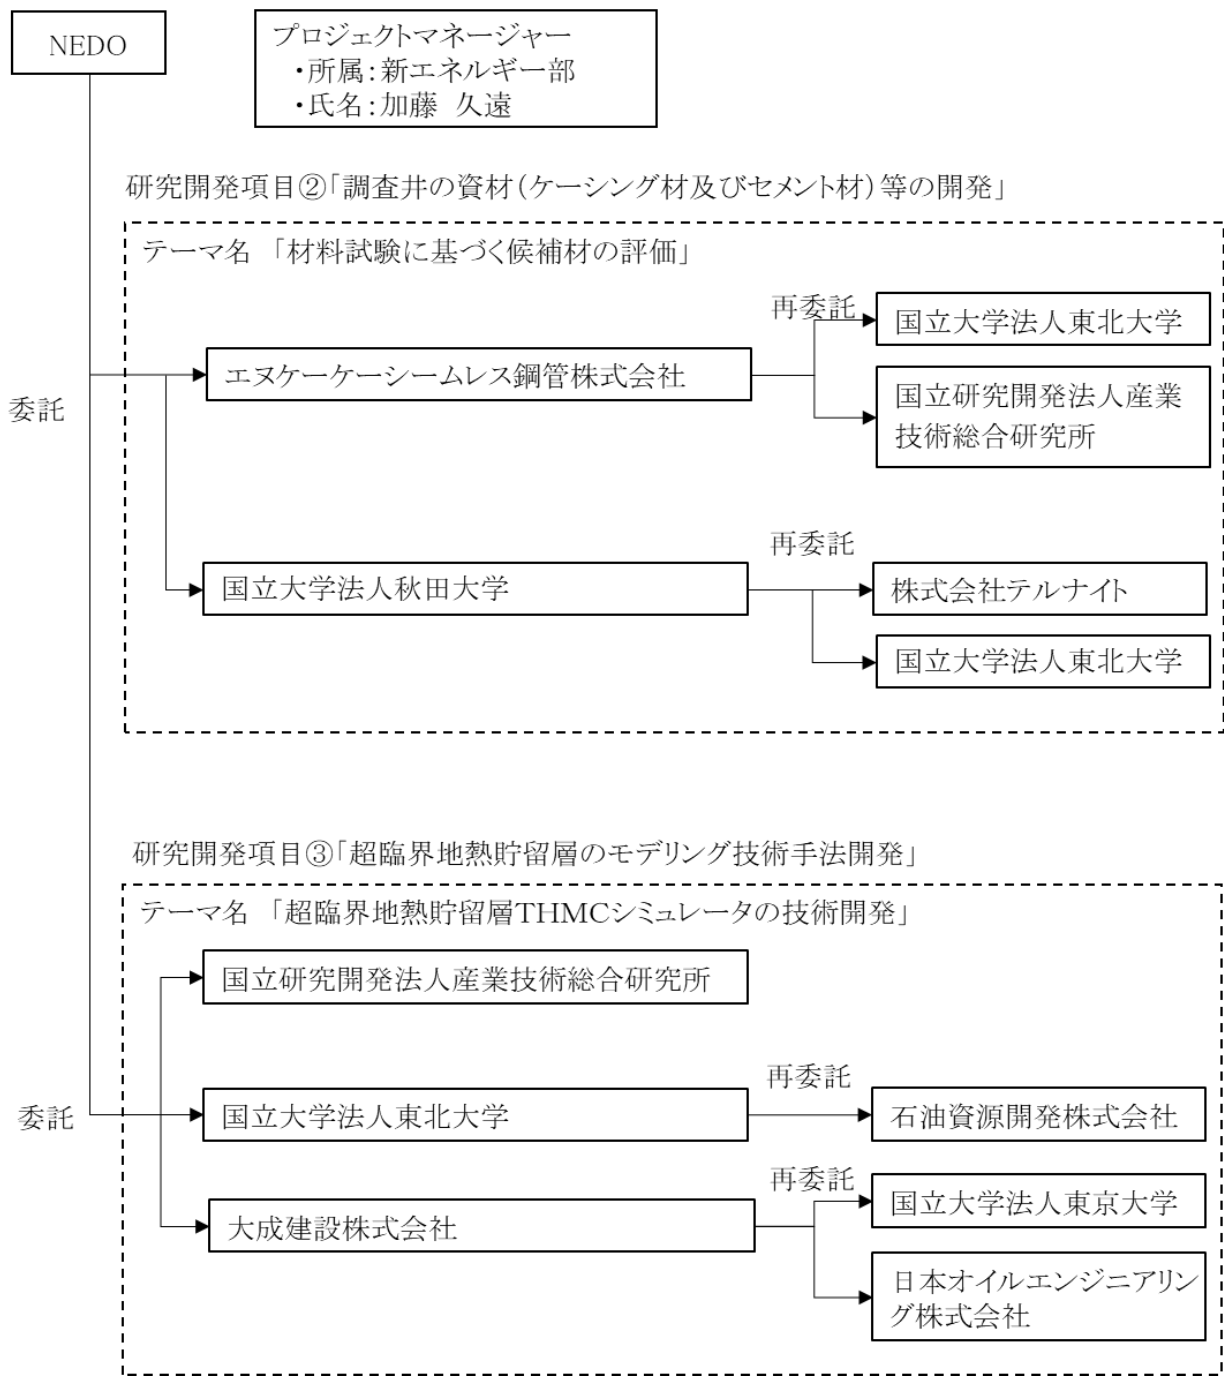 NEDO
プロジェクトマネージャー
・所属：新エネルギー部
・氏名：加藤 久遠
研究開発項目②「調査井の資材（ケーシング材及びセメント材）等の開発」
テーマ名 「材料試験に基づく候補材の評価」
委託
エヌケーケーシームレス鋼管株式会社
再委託
国立大学法人東北大学
国立研究開発法人産業
技術総合研究所
国立大学法人秋田大学
再委託
株式会社テルナイト
国立大学法人東北大学
研究開発項目③「超臨界地熱貯留層のモデリング技術手法開発」
テーマ名 「超臨界地熱貯留層THMCシミュレータの技術開発」
委託
国立研究開発法人産業技術総合研究所
国立大学法人東北大学
再委託
石油資源開発株式会社
大成建設株式会社
再委託
国立大学法人東京大学
日本オイルエンジニアリン
グ株式会社